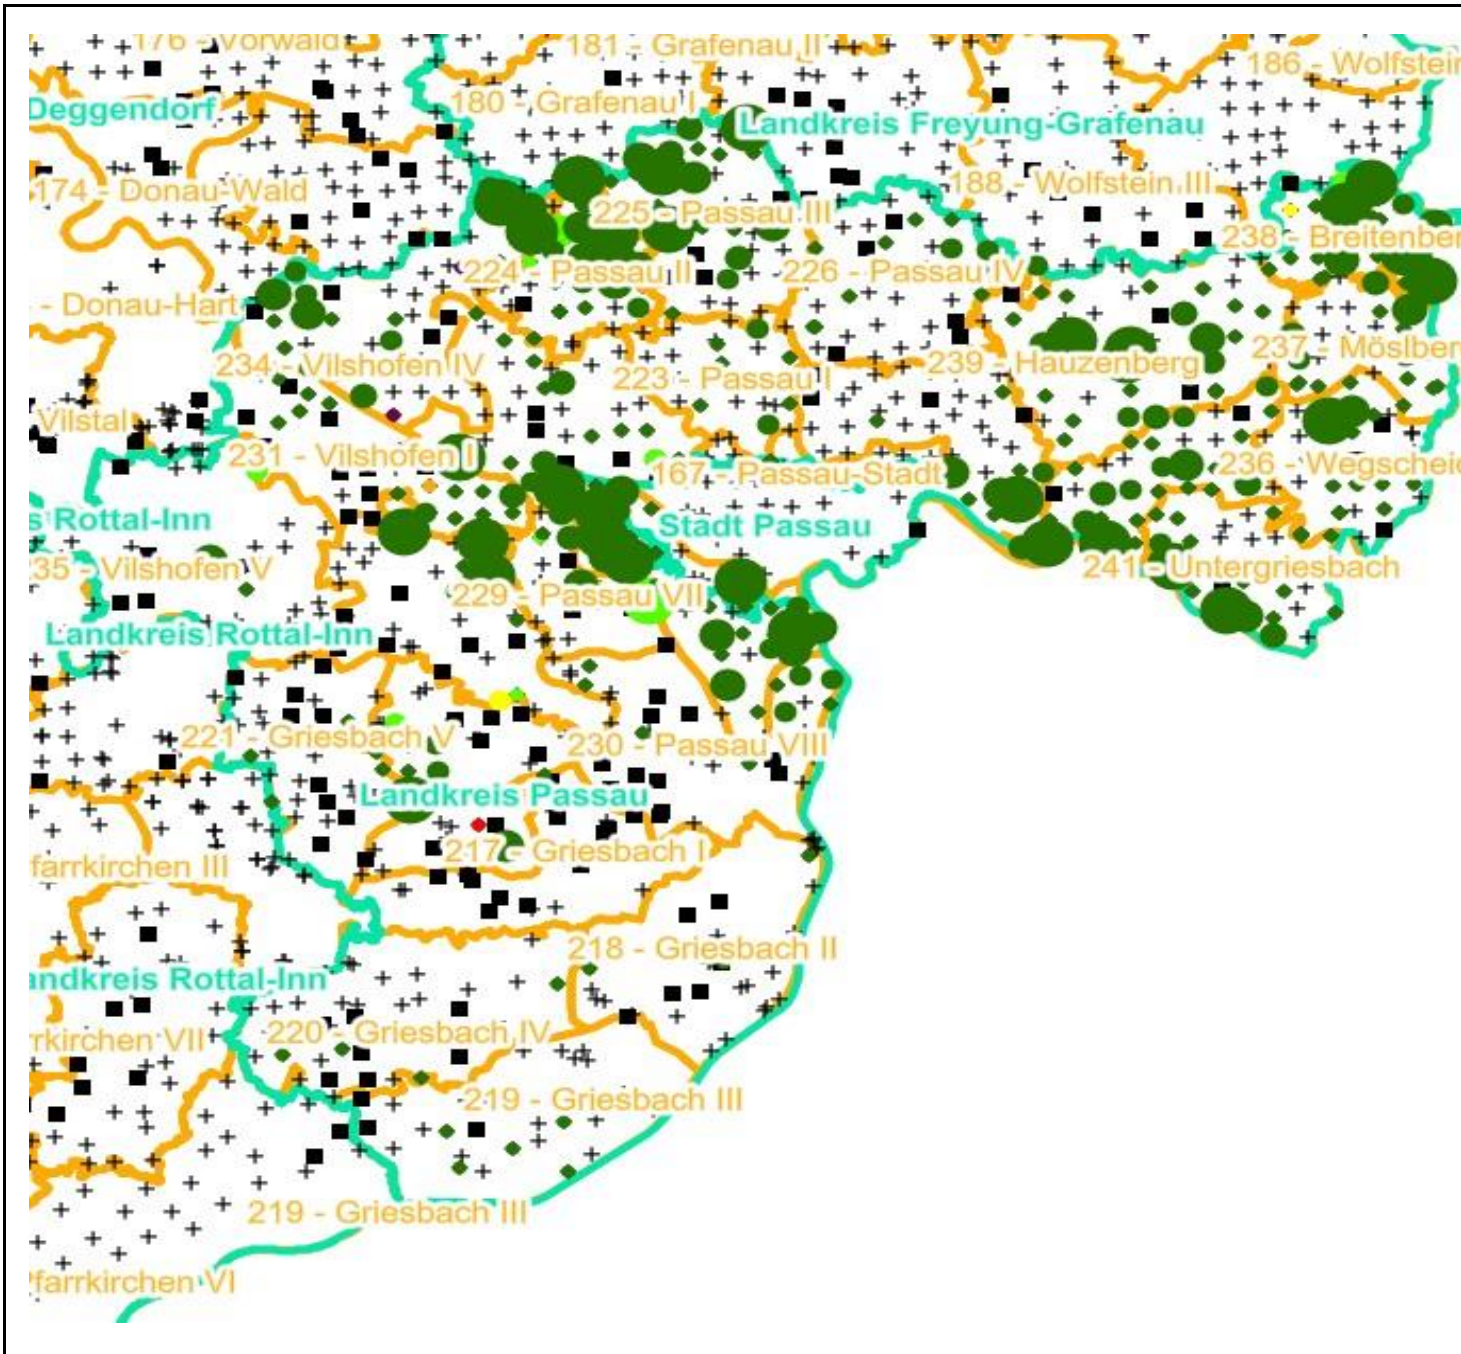 176 - Vorwald
181 - Grafenau II
186 - Wolfstein
180 - Grafenau I
Deggendorf
Landkreis Freyung-Grafenau
174 - Donau-Wald
188 - Wolfstein III
225 - Passau III
238 - Breitenber
224 - Passau II
226 - Passau IV
- Donau-Hart
237 - Möslber
234 - Vilshofen IV
223 - Passau I
239 - Hauzenberg
Vilstal
231 - Vilshofen I
167 - Passau-Stadt
236 - Wegscheid
s Rottal-Inn
Stadt Passau
35 - Vilshofen V
241 - Untergriesbach
229 - Passau VII
Landkreis Rottal-Inn
221 - Griesbach V
230 - Passau VIII
Landkreis Passau
217 - Griesbach I
farrkirchen III
218 - Griesbach II
andkreis Rottal-Inn
220 - Griesbach IV
rrkirchen VII
219 - Griesbach III
219 - Griesbach III
Pfarrkirchen VI